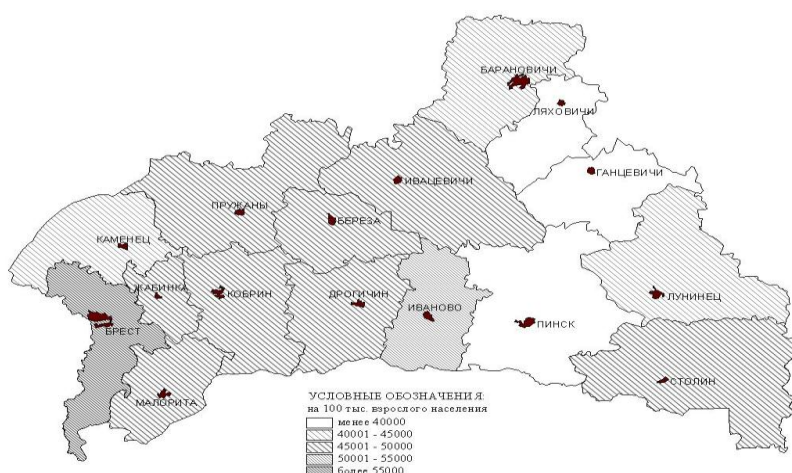 БАРАНОВИЧИ
ЛЯХОВИЧИ
ГАНЦЕВИЧИ
ИВАЦЕВИЧИ
ПРУЖАНЫ
БЕРЕЗА
КАМЕНЕЦ
ЖАБИНКА
КОБРИН
ДРОГИЧИН
ИВАНОВО
ЛУНИНЕЦ
ПИНСК
БРЕСТ
СТОЛИН
МАЛОРИТА
УСЛОВНЫЕ ОБОЗНАЧЕНИЯ:
на 100 тыс. взрослого населения
менее 40000
40001 - 45000
45001 - 50000
50001 - 55000
более 55000